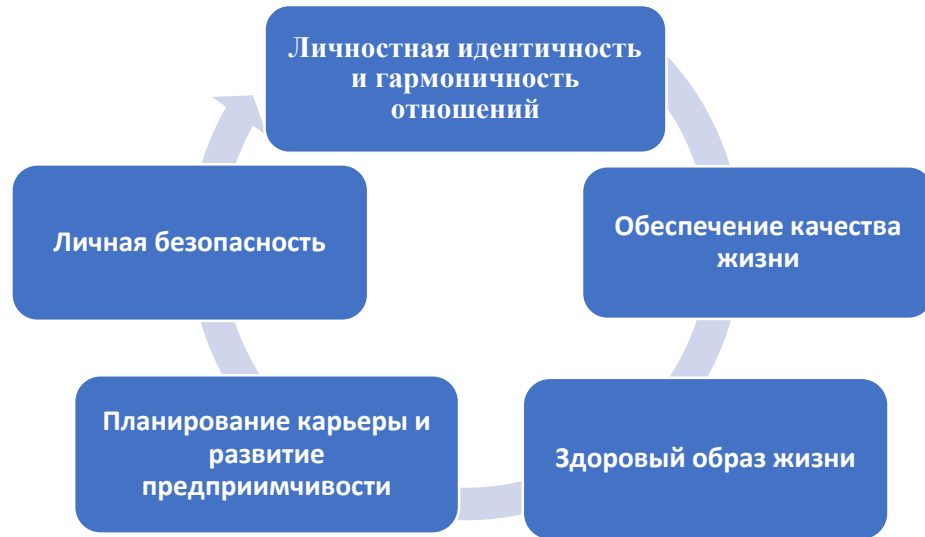 Личностная идентичность
и гармоничность
отношений
Обеспечение качества
жизни
Здоровый образ жизни
Планирование карьеры и
развитие
предприимчивости
Личная безопасность